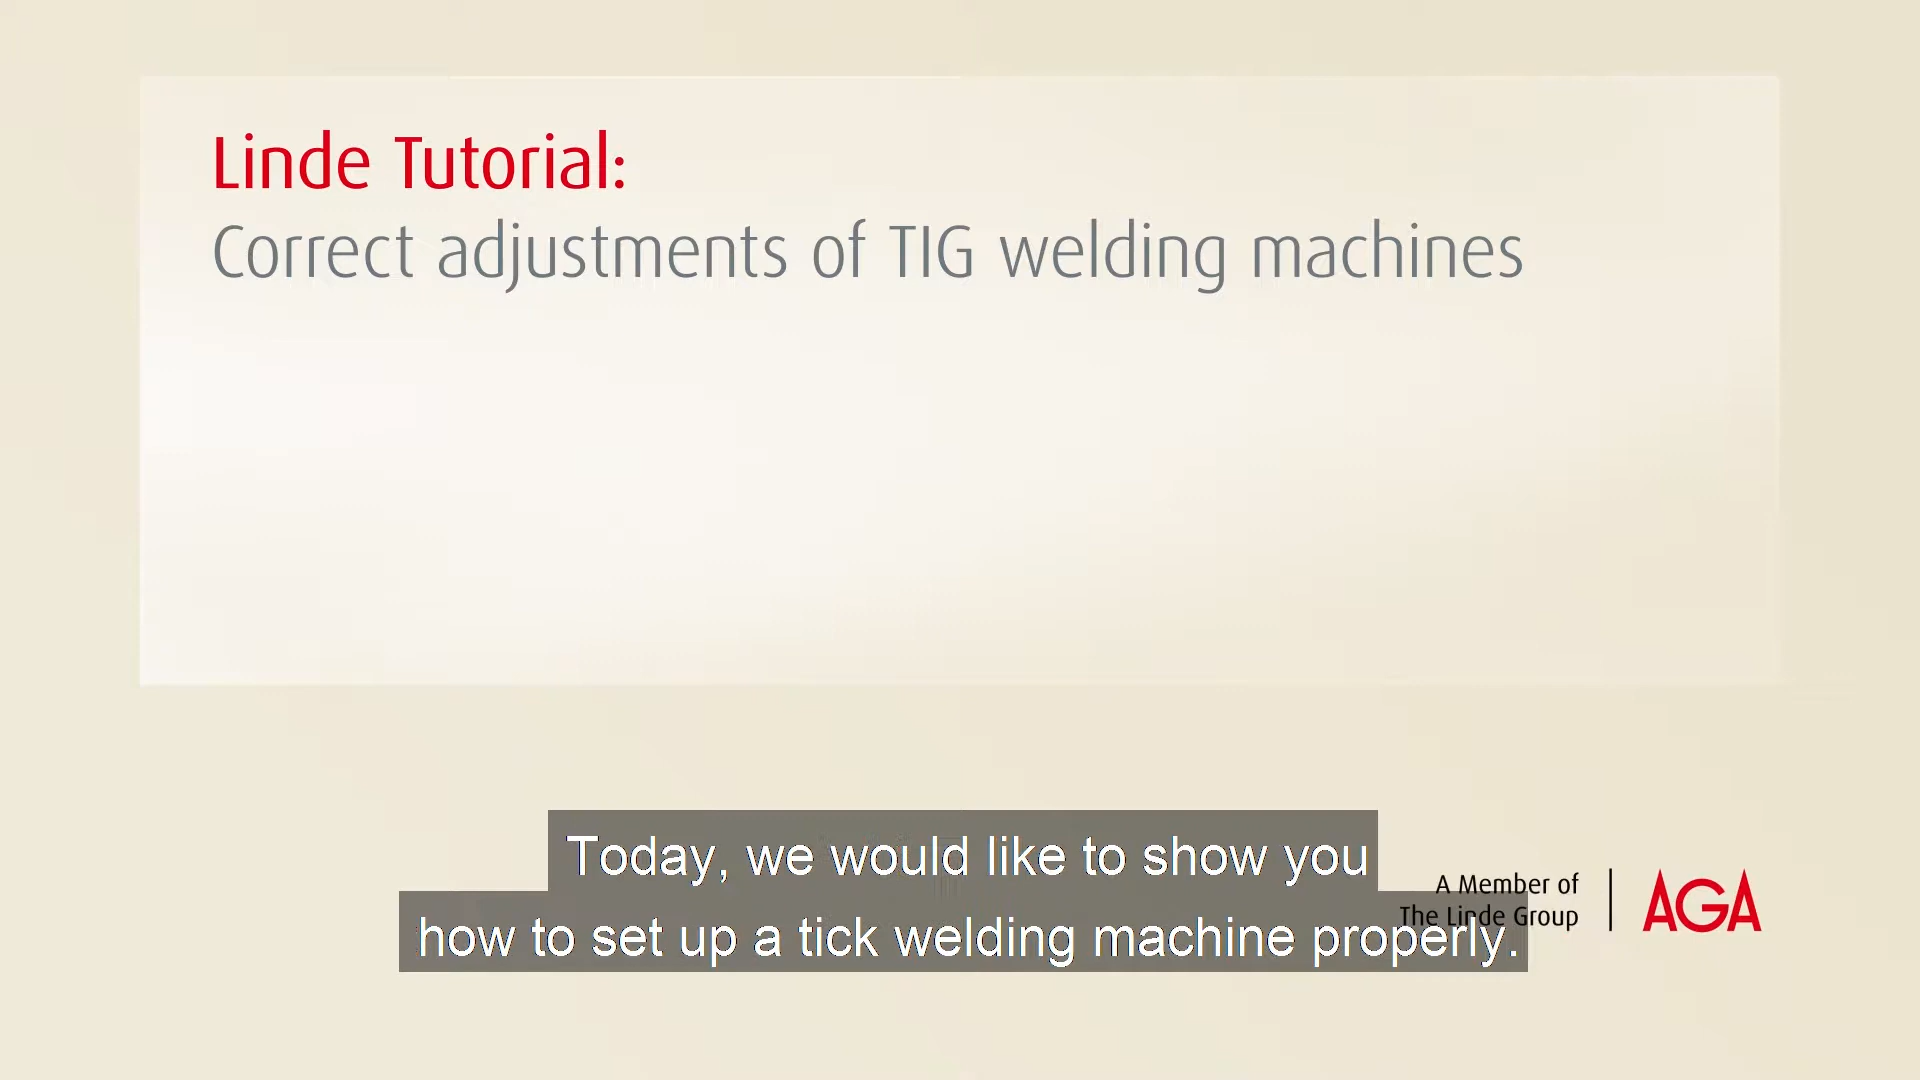 Linde Tutorial:
Correct adjustments of TIG welding machines
Today, we would like to show you
how to set up a tick welding machine properly.
A Member of
The Linde Group
AGA